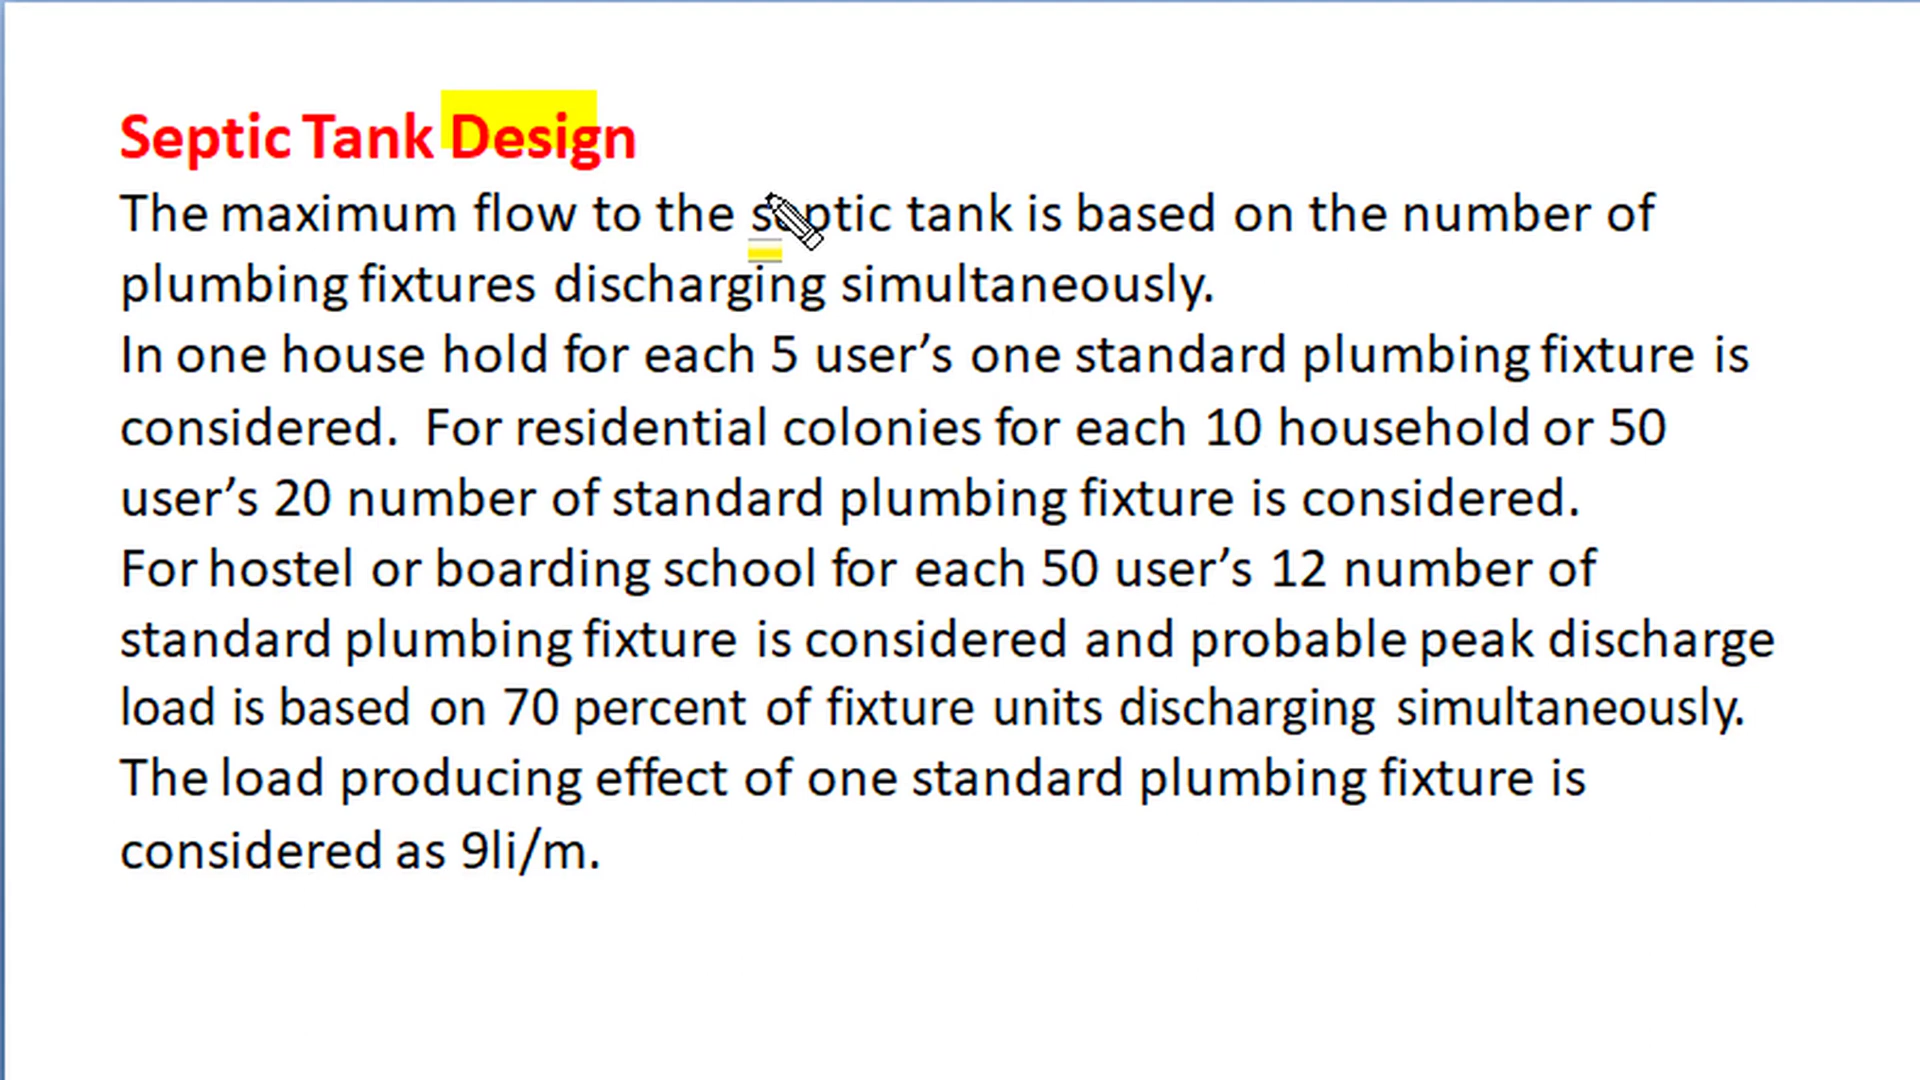 Septic Tank Design
The maximum flow to the septic tank is based on the number of
plumbing fixtures discharging simultaneously.
In one house hold for each 5 user’s one standard plumbing fixture is
considered.  For residential colonies for each 10 household or 50
user’s 20 number of standard plumbing fixture is considered.
For hostel or boarding school for each 50 user’s 12 number of
standard plumbing fixture is considered and probable peak discharge
load is based on 70 percent of fixture units discharging simultaneously.
The load producing effect of one standard plumbing fixture is
considered as 9li/m.